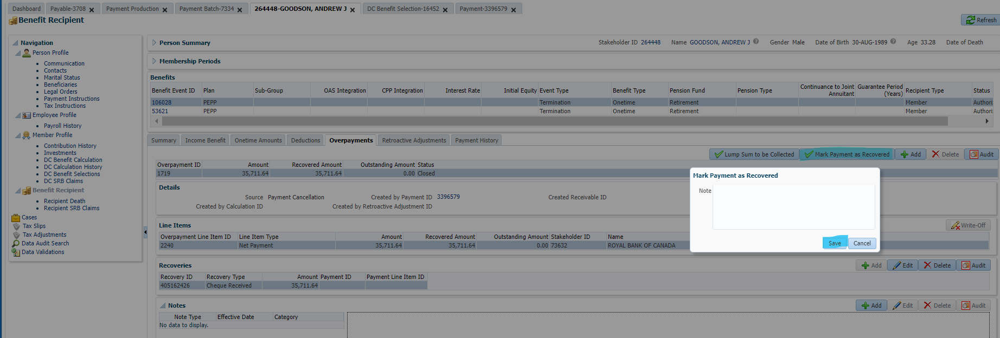 Dashboard Payable-3708 Payment Production Payment Batch-7334 264448-GOODSON, ANDREW J DC Benefit Selection-16452 Payment-3396579
Benefit Recipient Refresh
Navigation
Person Profile
Communication
Contacts
Marital Status
Beneficiaries
Legal Orders
Payment Instructions
Tax Instructions
Employee Profile
Payroll History
Member Profile
Contribution History
Investments
DC Benefit Calculation
DC Calculation History
DC Benefit Selections
DC SRB Claims
Benefit Recipient
Recipient Death
Recipient SRB Claims
Cases
Tax Slips
Tax Adjustments
Data Audit Search
Data Validations
Person Summary Stakeholder ID 264448 Name GOODSON, ANDREW J Gender Male Date of Birth 30-AUG-1989 Age 33.28 Date of Death
Membership Periods
Benefits
Benefit Event ID Plan Sub-Group OAS Integration CPP Integration Interest Rate Initial Equity Event Type Benefit Type Pension Fund Pension Type Continuance to Joint Annuitant Guarantee Period (Years) Recipient Type Status
106028 PEPP Termination Onetime Retirement Member Authori
53621 PEPP Termination Onetime Retirement Member Authori
Summary Income Benefit Onetime Amounts Deductions Overpayments Retroactive Adjustments Payment History
Lump Sum to be Collected Mark Payment as Recovered Add Delete Audit
Overpayment ID Amount Recovered Amount Outstanding Amount Status
1719 35,711.64 35,711.64 0.00 Closed
Details
Source Payment Cancellation Created by Payment ID 3396579 Created Receivable ID
Created by Calculation ID Created by Retroactive Adjustment ID
Line Items Write-Off
Overpayment Line Item ID Line Item Type Amount Recovered Amount Outstanding Amount Stakeholder ID Name
2240 Net Payment 35,711.64 35,711.64 0.00 73632 ROYAL BANK OF CANADA
Recoveries Add Edit Delete Audit
Recovery ID Recovery Type Amount Payment ID Payment Line Item ID
405162426 Cheque Received 35,711.64
Notes Add Edit Delete Audit
Note Type Effective Date Category
No data to display.
Mark Payment as Recovered
Note
Save Cancel